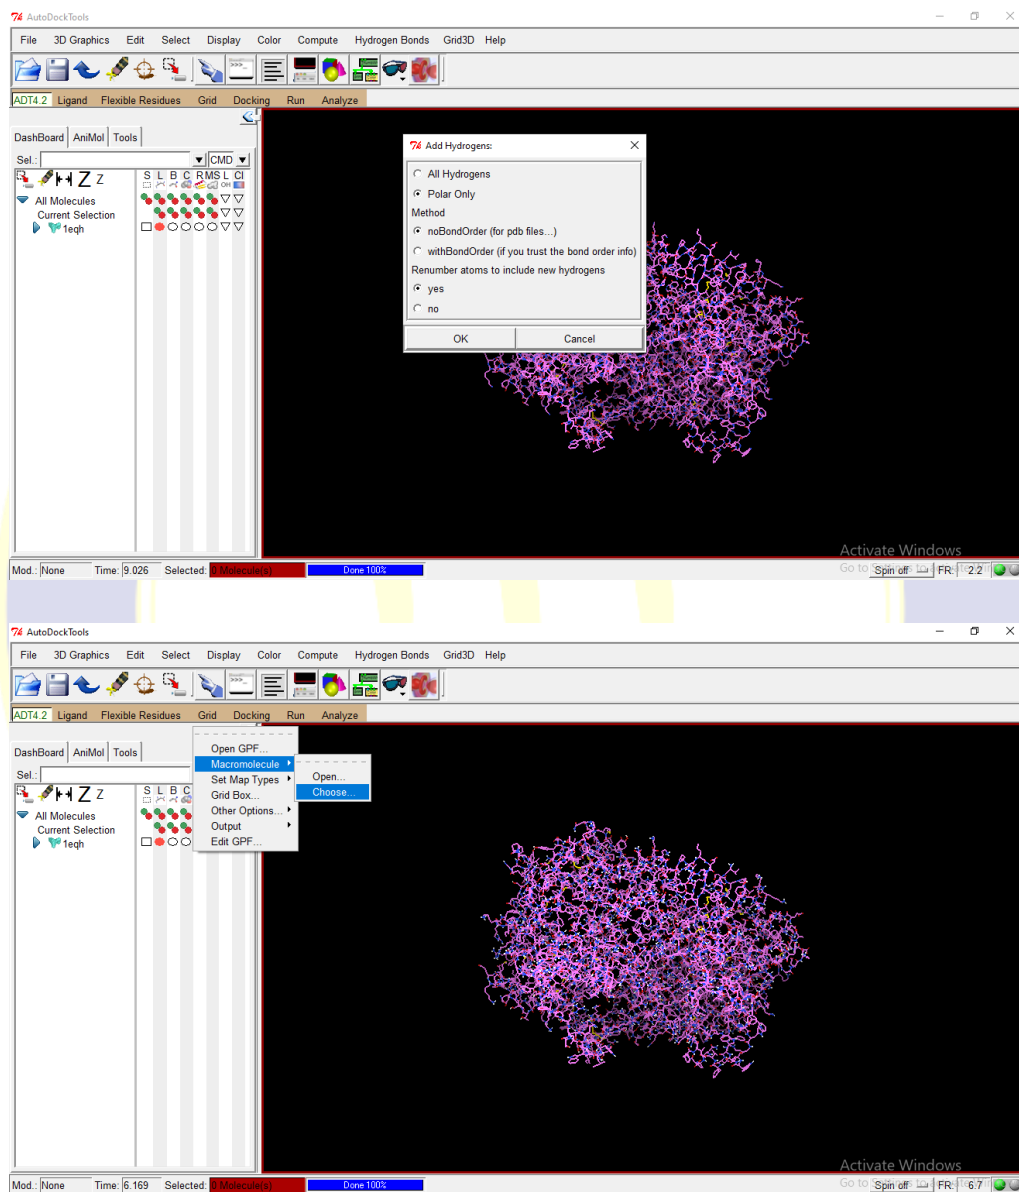 AutoDockTools
File 3D Graphics Edit Select Display Color Compute Hydrogen Bonds Grid3D Help
ADT4.2 Ligand Flexible Residues Grid Docking Run Analyze
DashBoard AniMol Tools
Sel.: CMD
Z Z S L B C R MS L Cl
All Molecules
Current Selection
1eqh
Add Hydrogens:
All Hydrogens
Polar Only
Method
noBondOrder (for pdb files...)
withBondOrder (if you trust the bond order info)
Renumber atoms to include new hydrogens
yes
no
OK Cancel
Activate Windows
Mod.: None Time: 9.026 Selected: 0 Molecule(s) Done 100% Go to Spin off FR: 2.2
AutoDockTools
File 3D Graphics Edit Select Display Color Compute Hydrogen Bonds Grid3D Help
ADT4.2 Ligand Flexible Residues Grid Docking Run Analyze
DashBoard AniMol Tools
Sel.:
Z Z S L B C
All Molecules
Current Selection
1eqh
Open GPF...
Macromolecule
Set Map Types
Grid Box...
Other Options...
Output
Edit GPF...
Open...
Choose...
Activate Windows
Mod.: None Time: 6.169 Selected: 0 Molecule(s) Done 100% Go to Spin off FR: 6.7